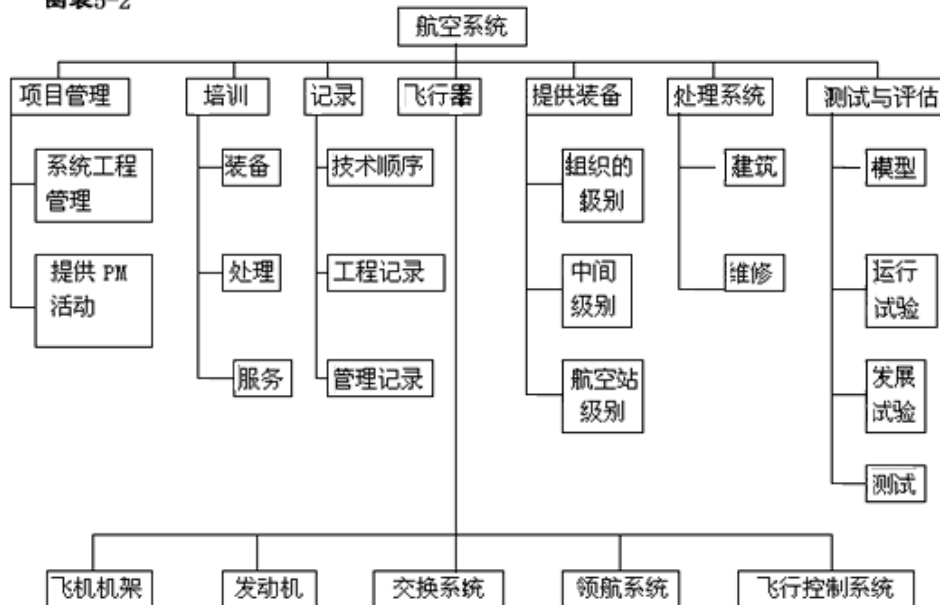 图表5-2
航空系统
项目管理
培训
记录
飞行器
提供装备
处理系统
测试与评估
系统工程
管理
装备
技术顺序
组织的
级别
建筑
模型
提供 PM
活动
处理
工程记录
中间
级别
维修
运行
试验
服务
管理记录
航空站
级别
发展
试验
测试
飞机机架
发动机
交换系统
领航系统
飞行控制系统